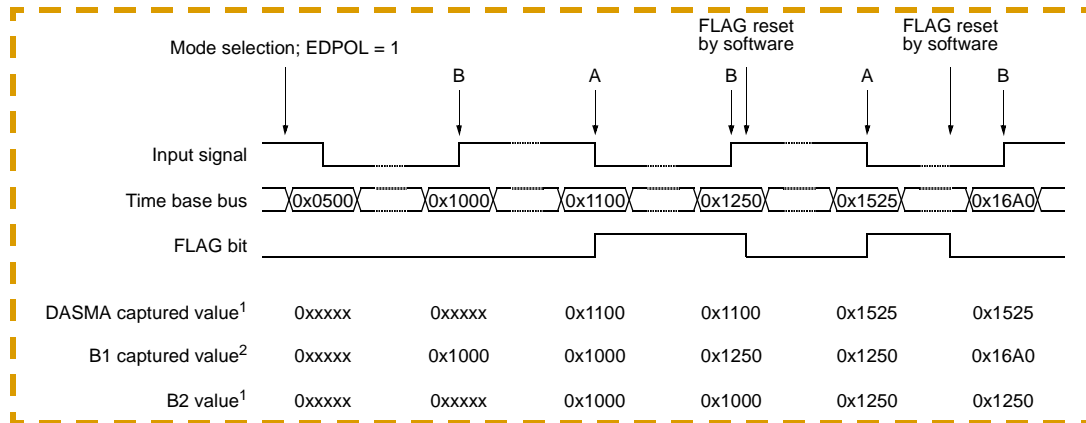 FLAG reset
by software
FLAG reset
by software
Mode selection; EDPOL = 1
B A B A B
Input signal
Time base bus 0x0500 0x1000 0x1100 0x1250 0x1525 0x16A0
FLAG bit
DASMA captured value1 0xxxxx 0xxxxx 0x1100 0x1100 0x1525 0x1525
B1 captured value2 0xxxxx 0x1000 0x1000 0x1250 0x1250 0x16A0
B2 value1 0xxxxx 0xxxxx 0x1000 0x1000 0x1250 0x1250